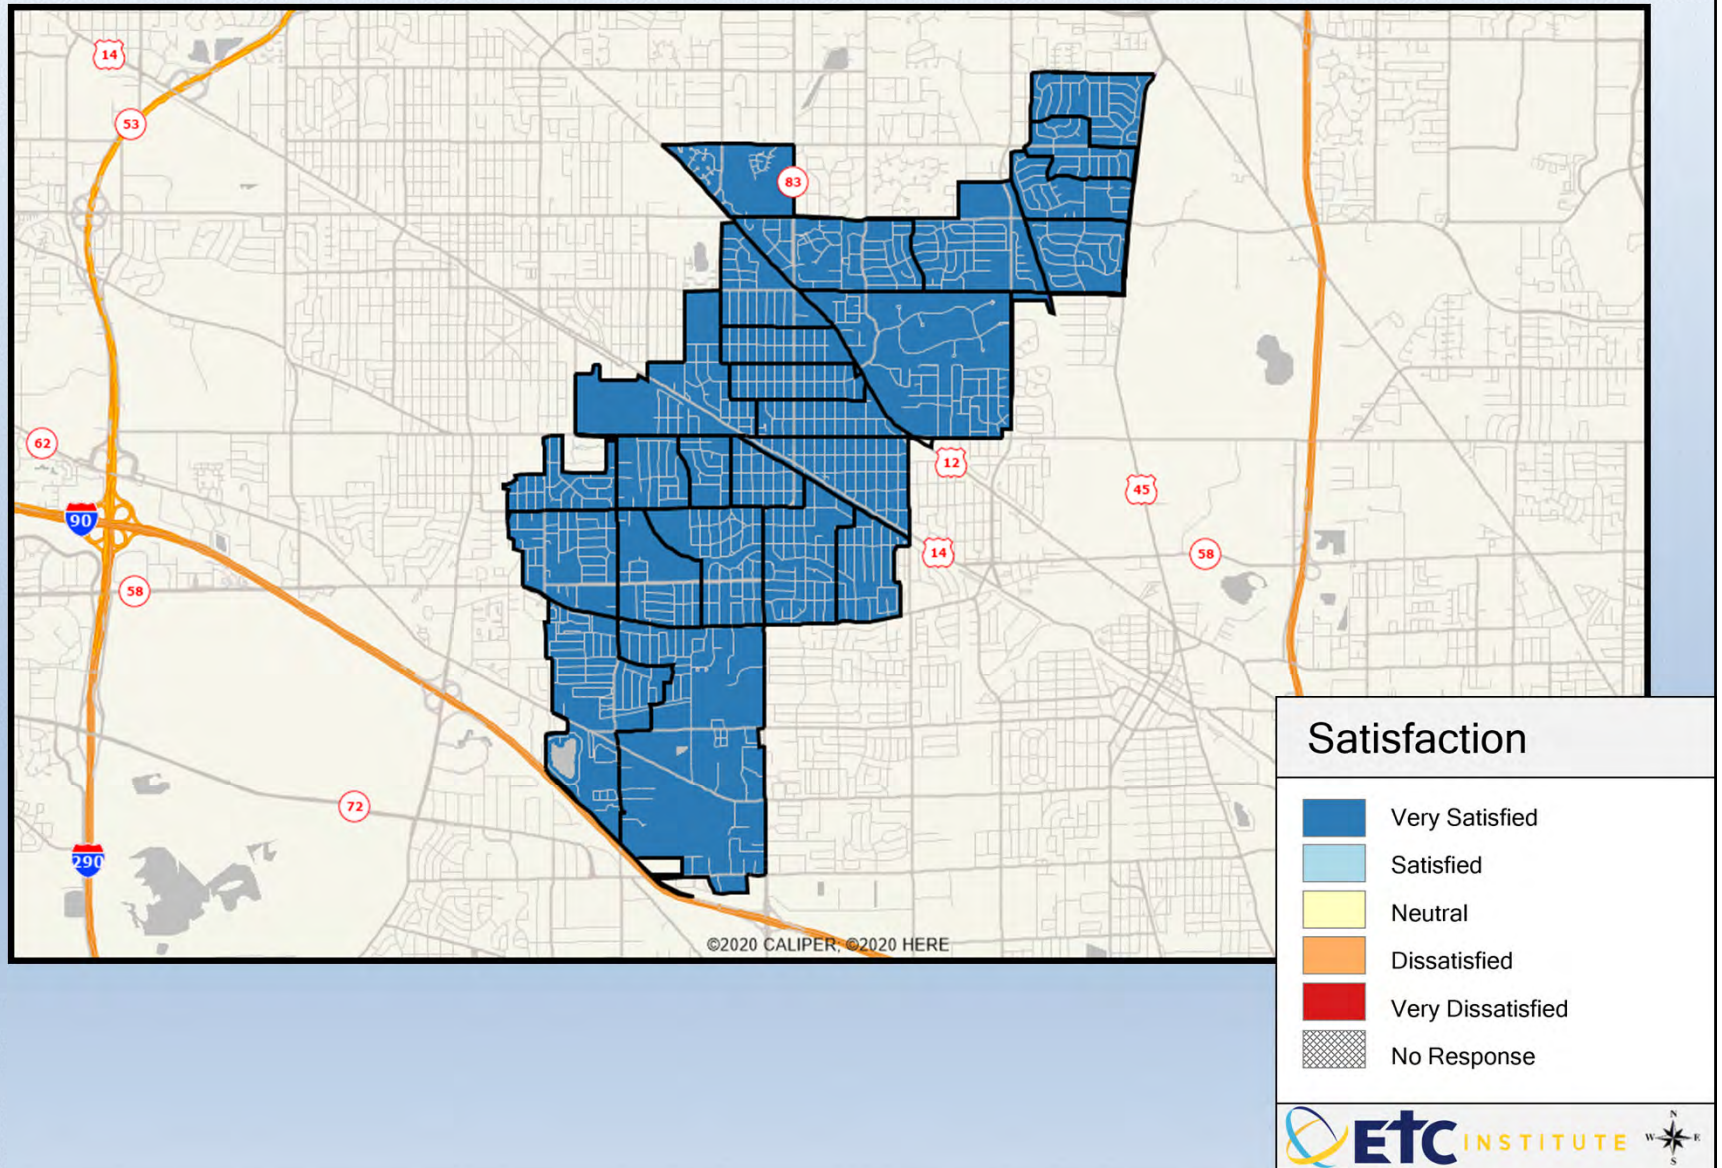 14
53
83
62
12
45
90
14
58
58
72
290
©2020 CALIPER; ©2020 HERE
Satisfaction
Very Satisfied
Satisfied
Neutral
Dissatisfied
Very Dissatisfied
No Response
ETC INSTITUTE
N
W E
S